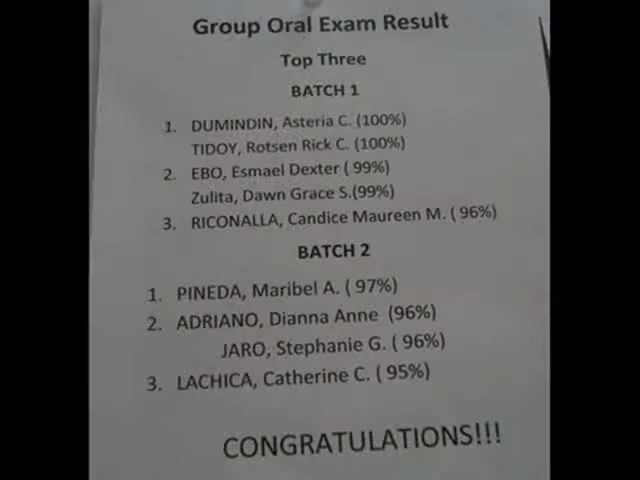 Group Oral Exam Result
Top Three
BATCH 1
1. DUMINDIN, Asteria C. (100%)
TIDOY, Rotsen Rick C. (100%)
2. EBO, Esmael Dexter ( 99%)
Zulita, Dawn Grace S.(99%)
3. RICONALLA, Candice Maureen M. ( 96%)
BATCH 2
1. PINEDA, Maribel A. ( 97%)
2. ADRIANO, Dianna Anne (96%)
JARO, Stephanie G. ( 96%)
3. LACHICA, Catherine C. ( 95%)
CONGRATULATIONS!!!